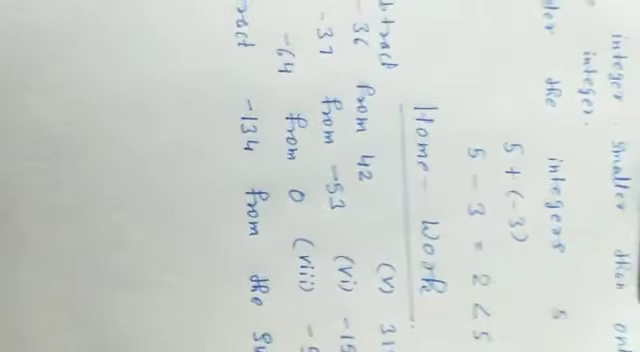 integer smaller than
integer.
the integers 5
5 + (-3)
5 - 3 = 2 < 5
Home-Work
-36 from 42 (v) 31
-37 from -53 (vi) -15
-64 from 0 (vii) -
-134 from the